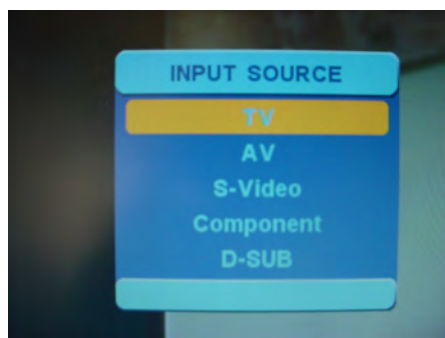 INPUT SOURCE
TV
AV
S-Video
Component
D-SUB